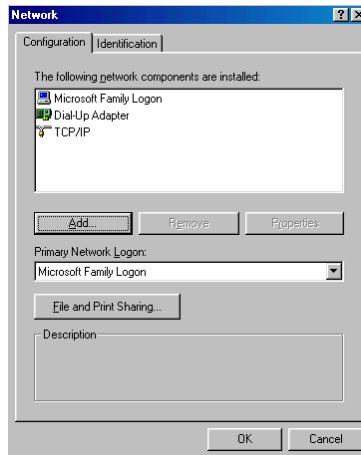 Network
Configuration
Identification
The following network components are installed:
Microsoft Family Logon
Dial-Up Adapter
TCP/IP
Add...
Remove
Properties
Primary Network Logon:
Microsoft Family Logon
File and Print Sharing...
Description
OK
Cancel